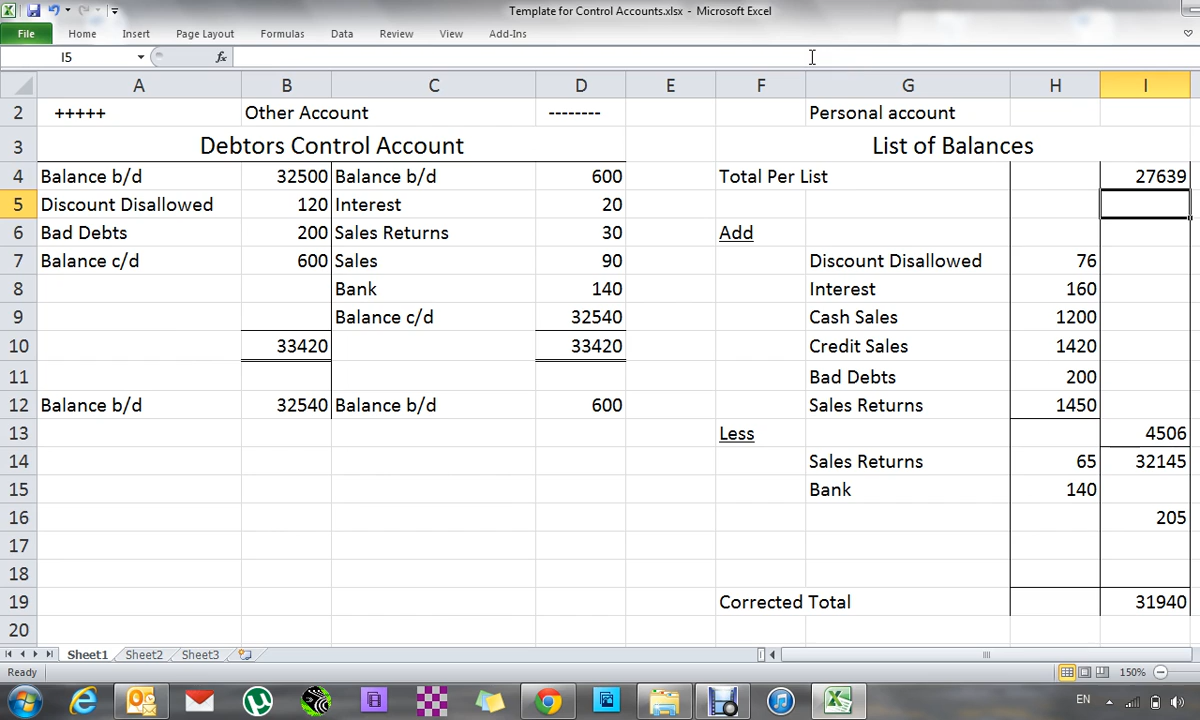 Template for Control Accounts.xlsx - Microsoft Excel
File Home Insert Page Layout Formulas Data Review View Add-Ins
I5 fx
A B C D E F G H I
2 +++++ Other Account -------- Personal account
3 Debtors Control Account List of Balances
4 Balance b/d 32500 Balance b/d 600 Total Per List 27639
5 Discount Disallowed 120 Interest 20
6 Bad Debts 200 Sales Returns 30 Add
7 Balance c/d 600 Sales 90 Discount Disallowed 76
8 Bank 140 Interest 160
9 Balance c/d 32540 Cash Sales 1200
10 33420 33420 Credit Sales 1420
11 Bad Debts 200
12 Balance b/d 32540 Balance b/d 600 Sales Returns 1450
13 Less 4506
14 Sales Returns 65 32145
15 Bank 140
16 205
17
18
19 Corrected Total 31940
20
Sheet1 Sheet2 Sheet3
Ready 150%
EN